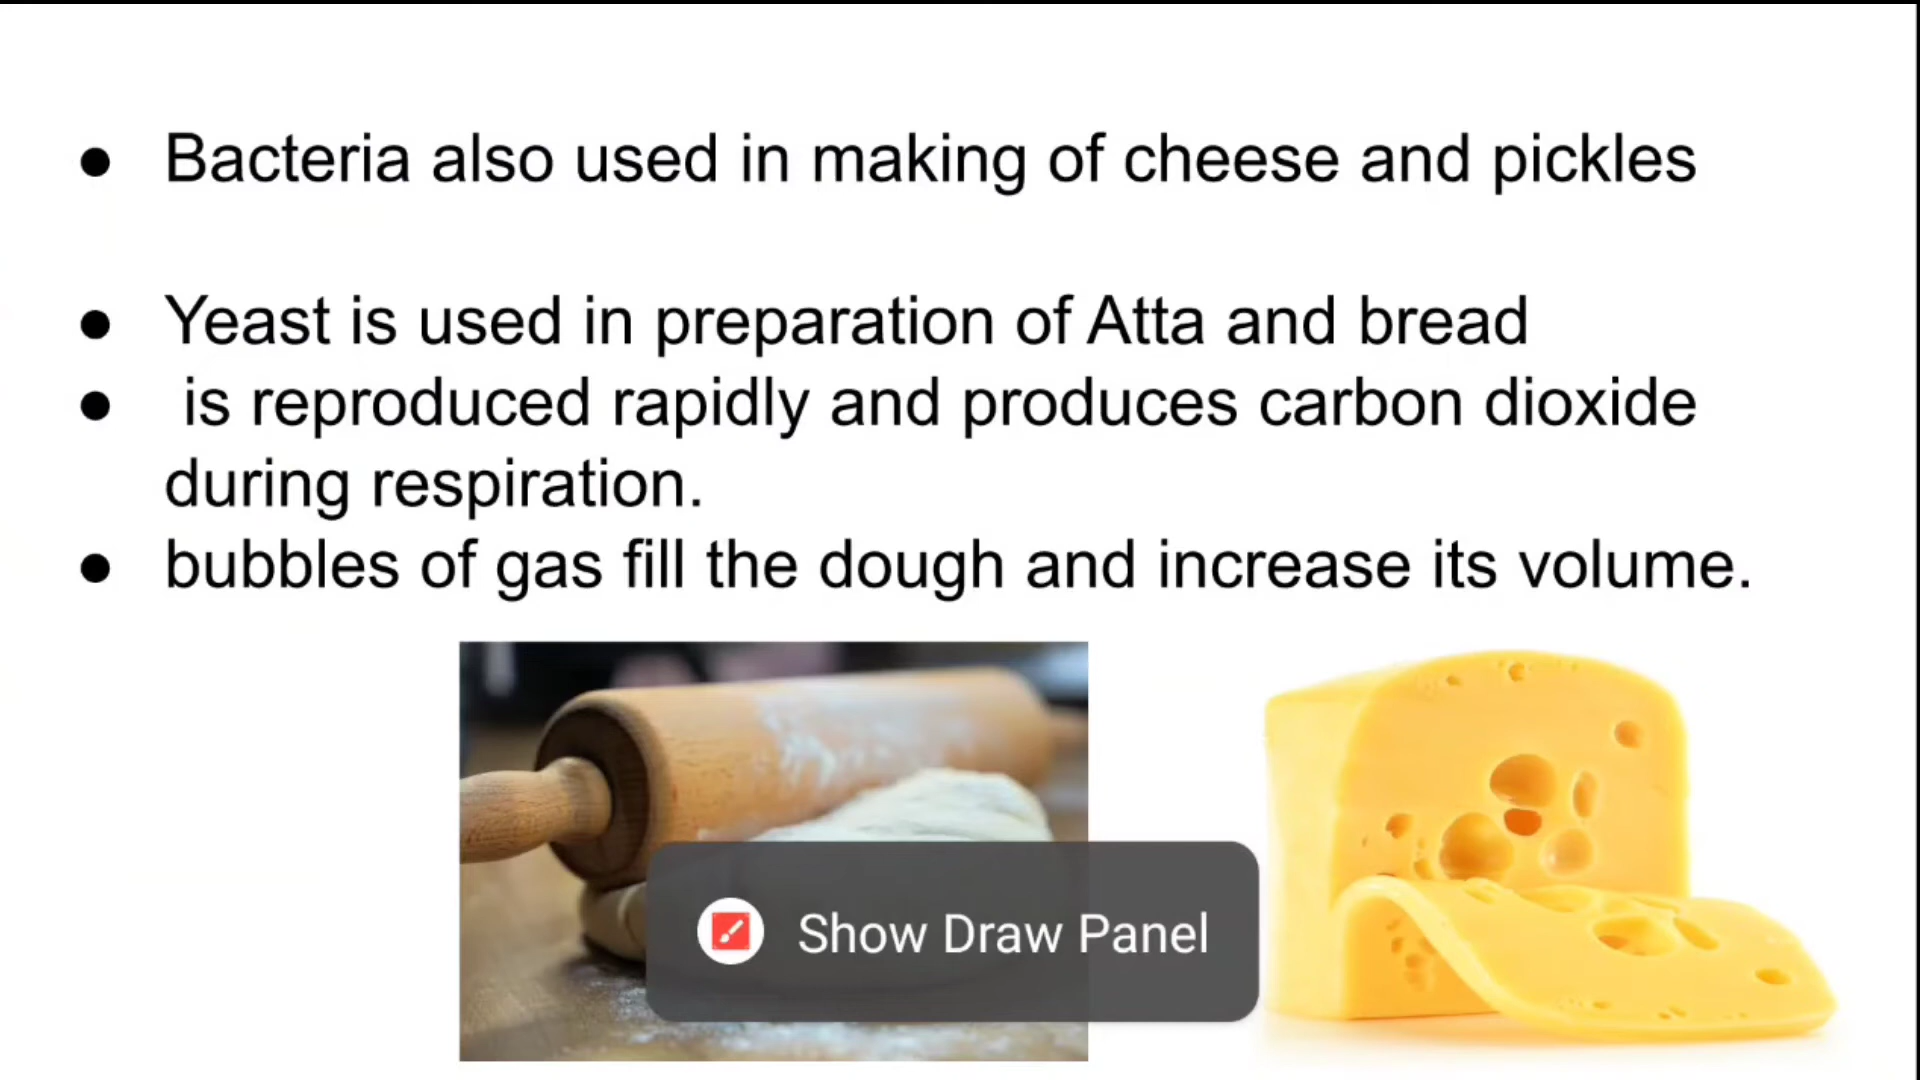 ● Bacteria also used in making of cheese and pickles
● Yeast is used in preparation of Atta and bread
● is reproduced rapidly and produces carbon dioxide
during respiration.
● bubbles of gas fill the dough and increase its volume.
Show Draw Panel